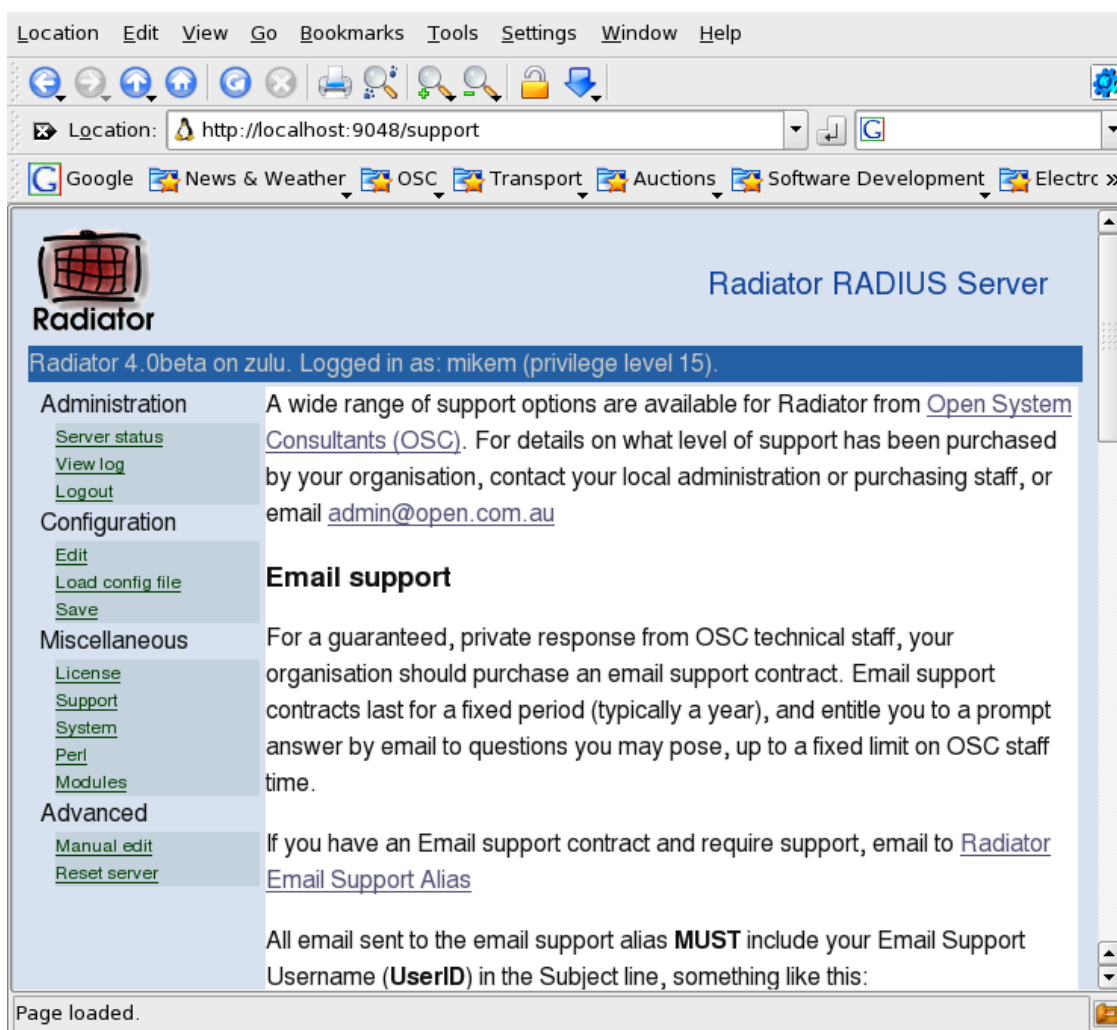 Location Edit View Go Bookmarks Tools Settings Window Help
Location: http://localhost:9048/support
Google News & Weather OSC Transport Auctions Software Development Electrc »
Radiator
Radiator RADIUS Server
Radiator 4.0beta on zulu. Logged in as: mikem (privilege level 15).
Administration
Server status
View log
Logout
Configuration
Edit
Load config file
Save
Miscellaneous
License
Support
System
Perl
Modules
Advanced
Manual edit
Reset server
A wide range of support options are available for Radiator from Open System
Consultants (OSC). For details on what level of support has been purchased
by your organisation, contact your local administration or purchasing staff, or
email admin@open.com.au
Email support
For a guaranteed, private response from OSC technical staff, your
organisation should purchase an email support contract. Email support
contracts last for a fixed period (typically a year), and entitle you to a prompt
answer by email to questions you may pose, up to a fixed limit on OSC staff
time.
If you have an Email support contract and require support, email to Radiator
Email Support Alias
All email sent to the email support alias MUST include your Email Support
Username (UserID) in the Subject line, something like this:
Page loaded.